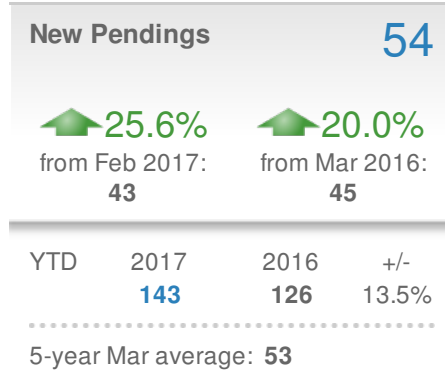 New Pendings 54
25.6% 20.0%
from Feb 2017: from Mar 2016:
43 45
YTD 2017 2016 +/-
143 126 13.5%
5-year Mar average: 53